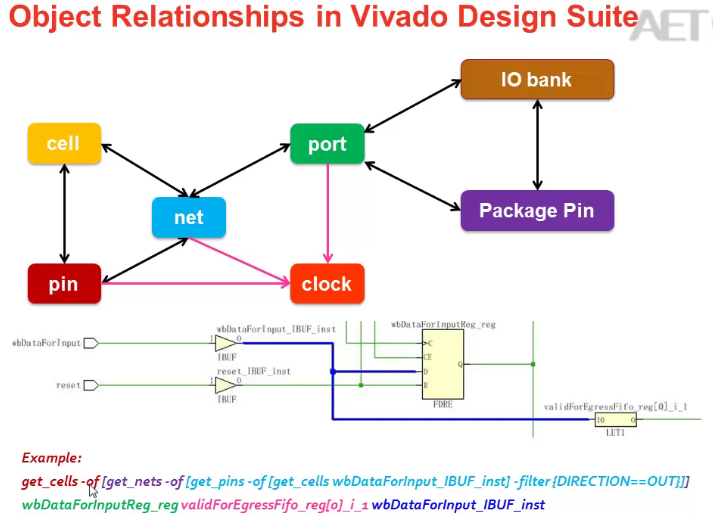 Object Relationships in Vivado Design Suite
AET
IO bank
cell
port
net
Package Pin
pin
clock
wbDataForInput
wbDataForInput_IBUF_inst
I
O
IBUF
reset
reset_IBUF_inst
I
O
IBUF
wbDataForInputReg_reg
C
CE
D
R
Q
FDRE
validForEgressFifo_reg[0]_i_1
I0
O
LUT1
Example:
get_cells -of [get_nets -of [get_pins -of [get_cells wbDataForInput_IBUF_inst] -filter {DIRECTION==OUT}]]
wbDataForInputReg_reg validForEgressFifo_reg[0]_i_1 wbDataForInput_IBUF_inst